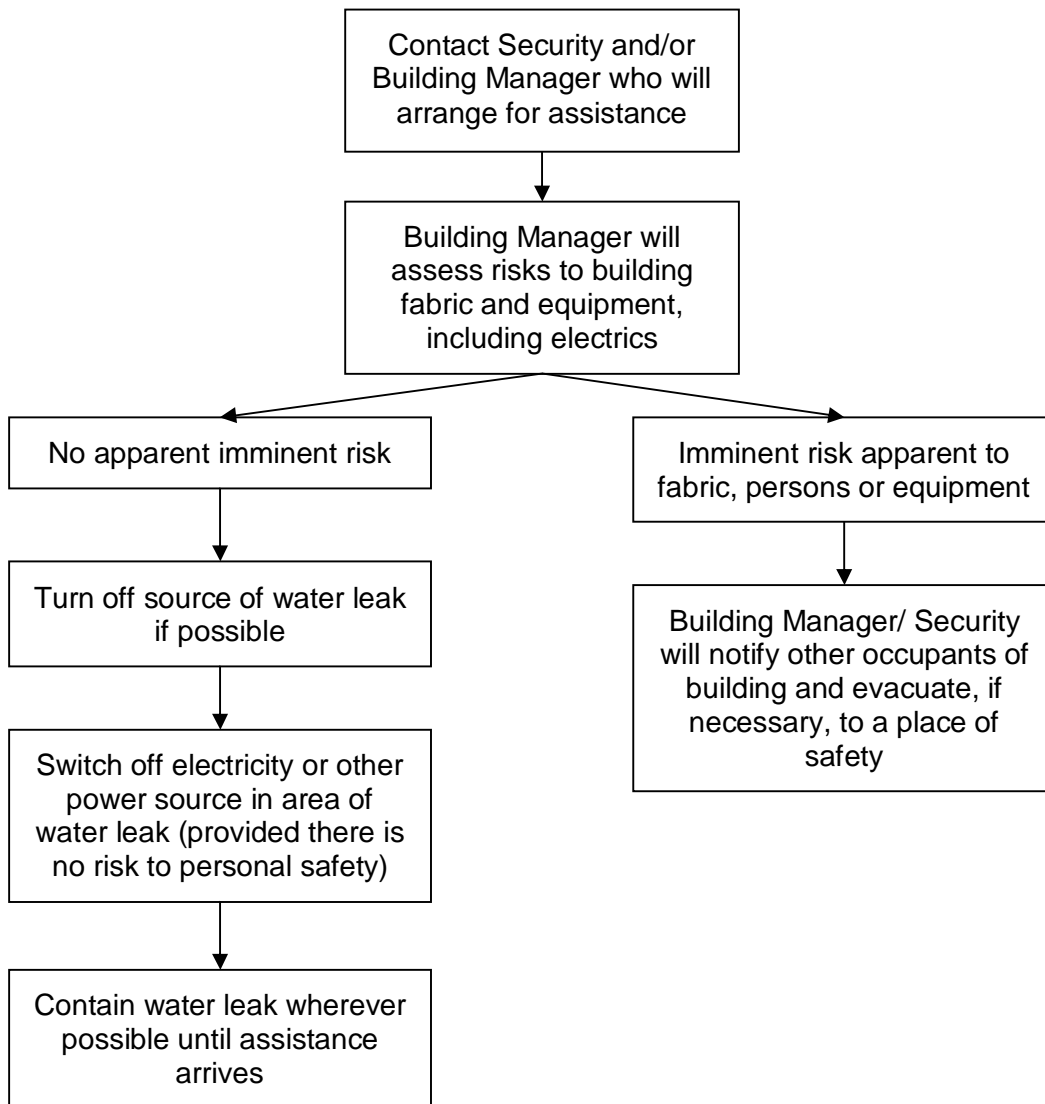 Contact Security and/or
Building Manager who will
arrange for assistance
Building Manager will
assess risks to building
fabric and equipment,
including electrics
No apparent imminent risk
Turn off source of water leak
if possible
Switch off electricity or other
power source in area of
water leak (provided there is
no risk to personal safety)
Contain water leak wherever
possible until assistance
arrives
Imminent risk apparent to
fabric, persons or equipment
Building Manager/ Security
will notify other occupants of
building and evacuate, if
necessary, to a place of
safety